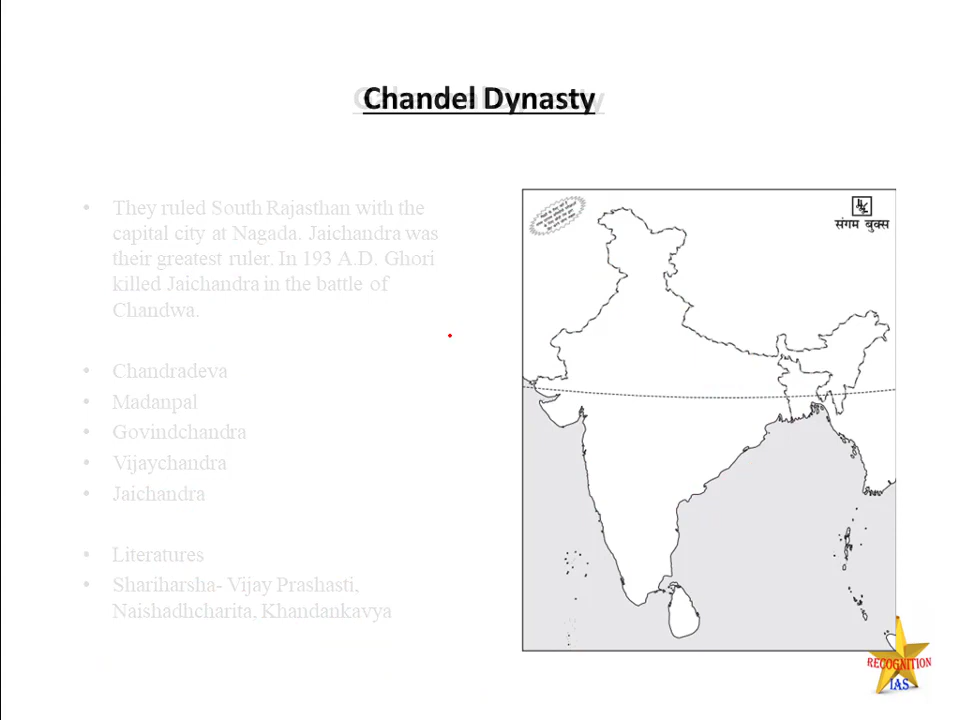 Chandel Dynasty
• They ruled South Rajasthan with the
capital city at Nagada. Jaichandra was
their greatest ruler. In 193 A.D. Ghori
killed Jaichandra in the battle of
Chandwa.
• Chandradeva
• Madanpal
• Govindchandra
• Vijaychandra
• Jaichandra
• Literatures
• Shariharsha- Vijay Prashasti,
Naishadhcharita, Khandankavya
संगम बुक्स
RECOGNITION
IAS